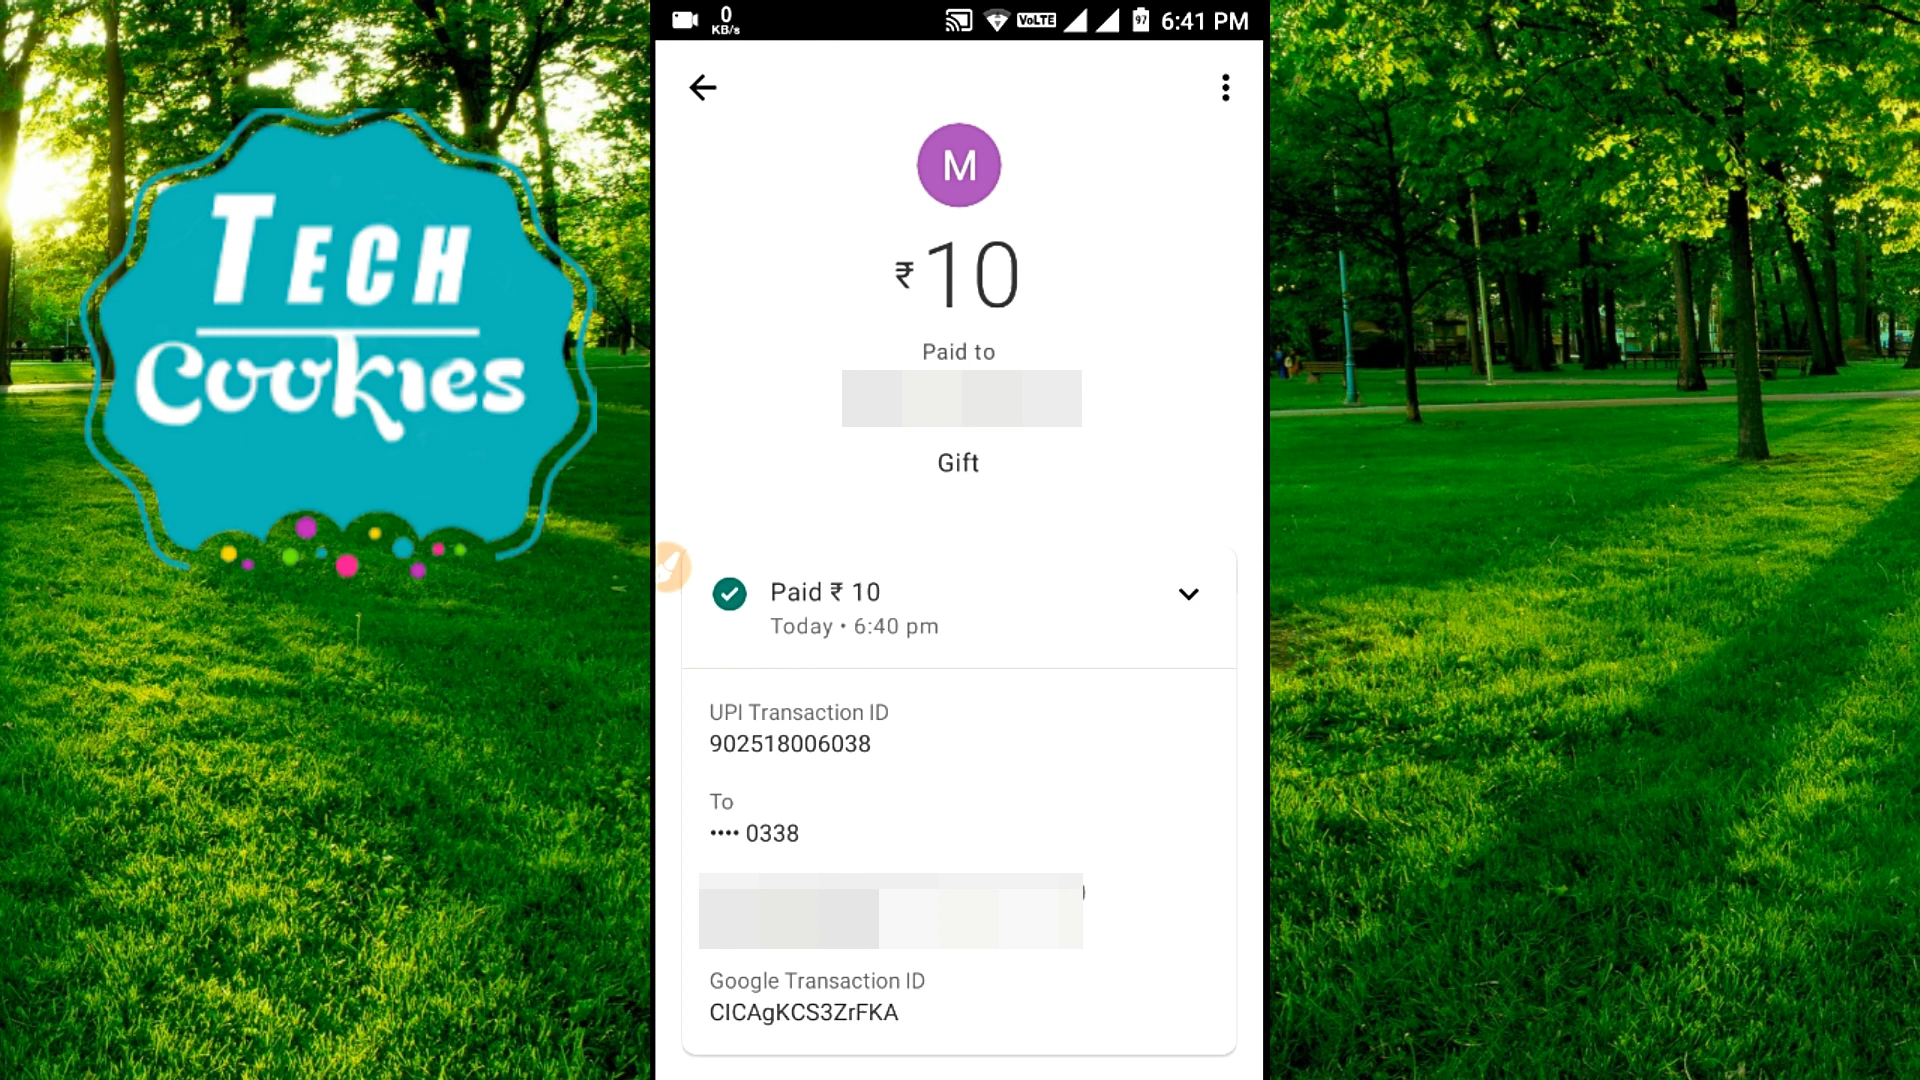 TECH
Cookies
0
KB/s
VoLTE
97
6:41 PM
M
₹10
Paid to
Gift
Paid ₹ 10
Today • 6:40 pm
UPI Transaction ID
902518006038
To
•••• 0338
Google Transaction ID
CICAgKCS3ZrFKA